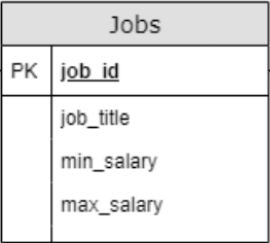 Jobs
PK job_id
job_title
min_salary
max_salary